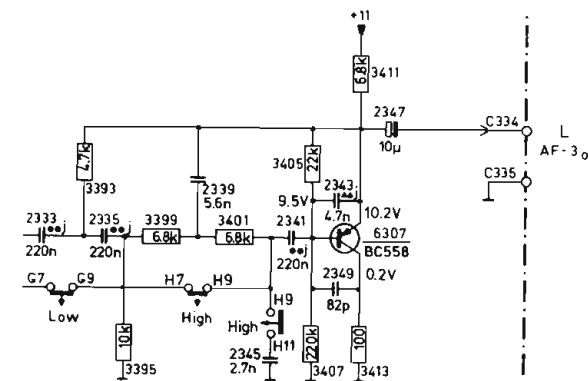 +11
6.8k
3411
2347
10µ
C334
L
AF-3o
C335
4.7k
3393
2339
5.6n
3405
22k
2343
j
4.7n
9.5V
10.2V
6307
BC558
0.2V
2333
j
220n
2335
j
220n
3399
6.8k
3401
6.8k
2341
j
220n
G7
G9
Low
H7
H9
High
H9
High
H11
2349
82p
10k
3395
2345
2.7n
220k
3407
100
3413